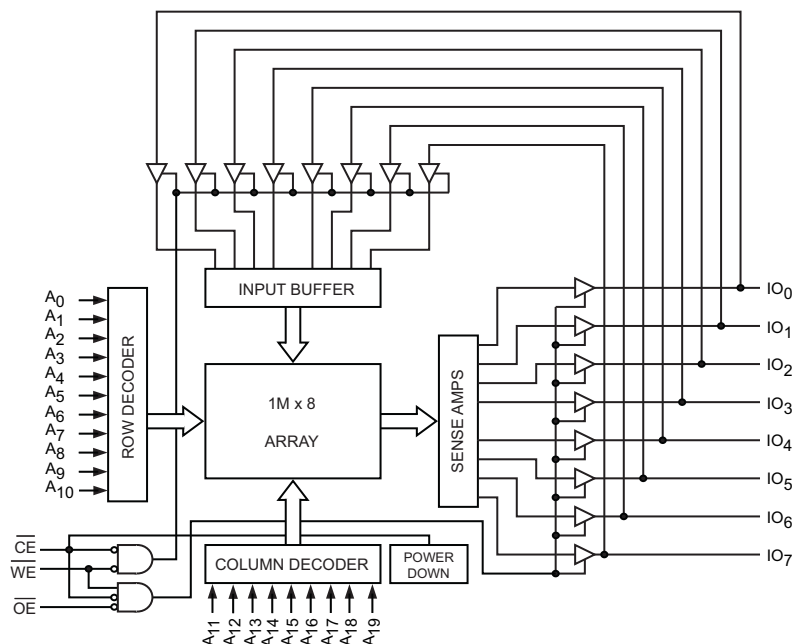 INPUT BUFFER
A0
A1
A2
A3
A4
A5
A6
A7
A8
A9
A10
ROW DECODER
1M x 8
ARRAY
SENSE AMPS
IO0
IO1
IO2
IO3
IO4
IO5
IO6
IO7
CE
WE
OE
COLUMN DECODER
POWER
DOWN
A11
A12
A13
A14
A15
A16
A17
A18
A19